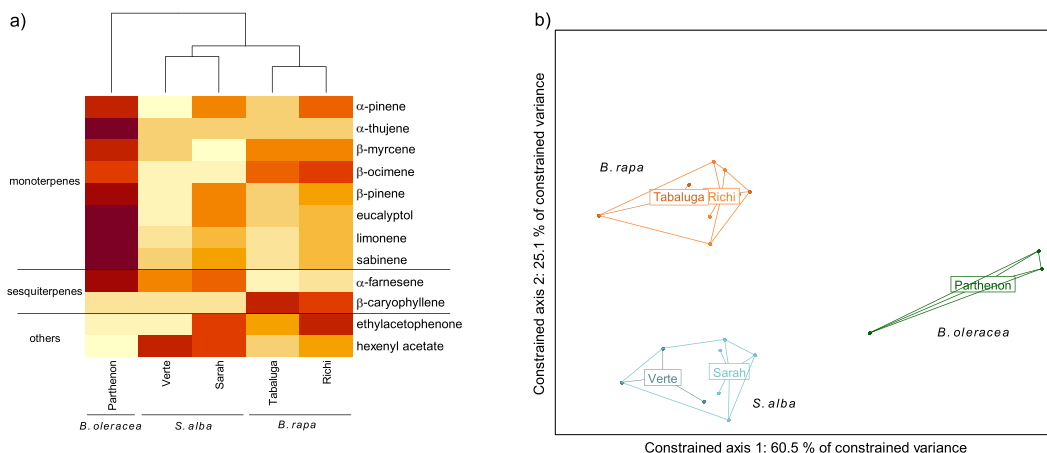 a)
α-pinene
α-thujene
β-myrcene
β-ocimene
β-pinene
eucalyptol
limonene
sabinene
α-farnesene
β-caryophyllene
ethylacetophenone
hexenyl acetate
monoterpenes
sesquiterpenes
others
Parthenon
Verte
Sarah
Tabaluga
Richi
B. oleracea
S. alba
B. rapa
b)
Constrained axis 2: 25.1 % of constrained variance
B. rapa
Tabaluga
Richi
Parthenon
B. oleracea
Verte
Sarah
S. alba
Constrained axis 1: 60.5 % of constrained variance